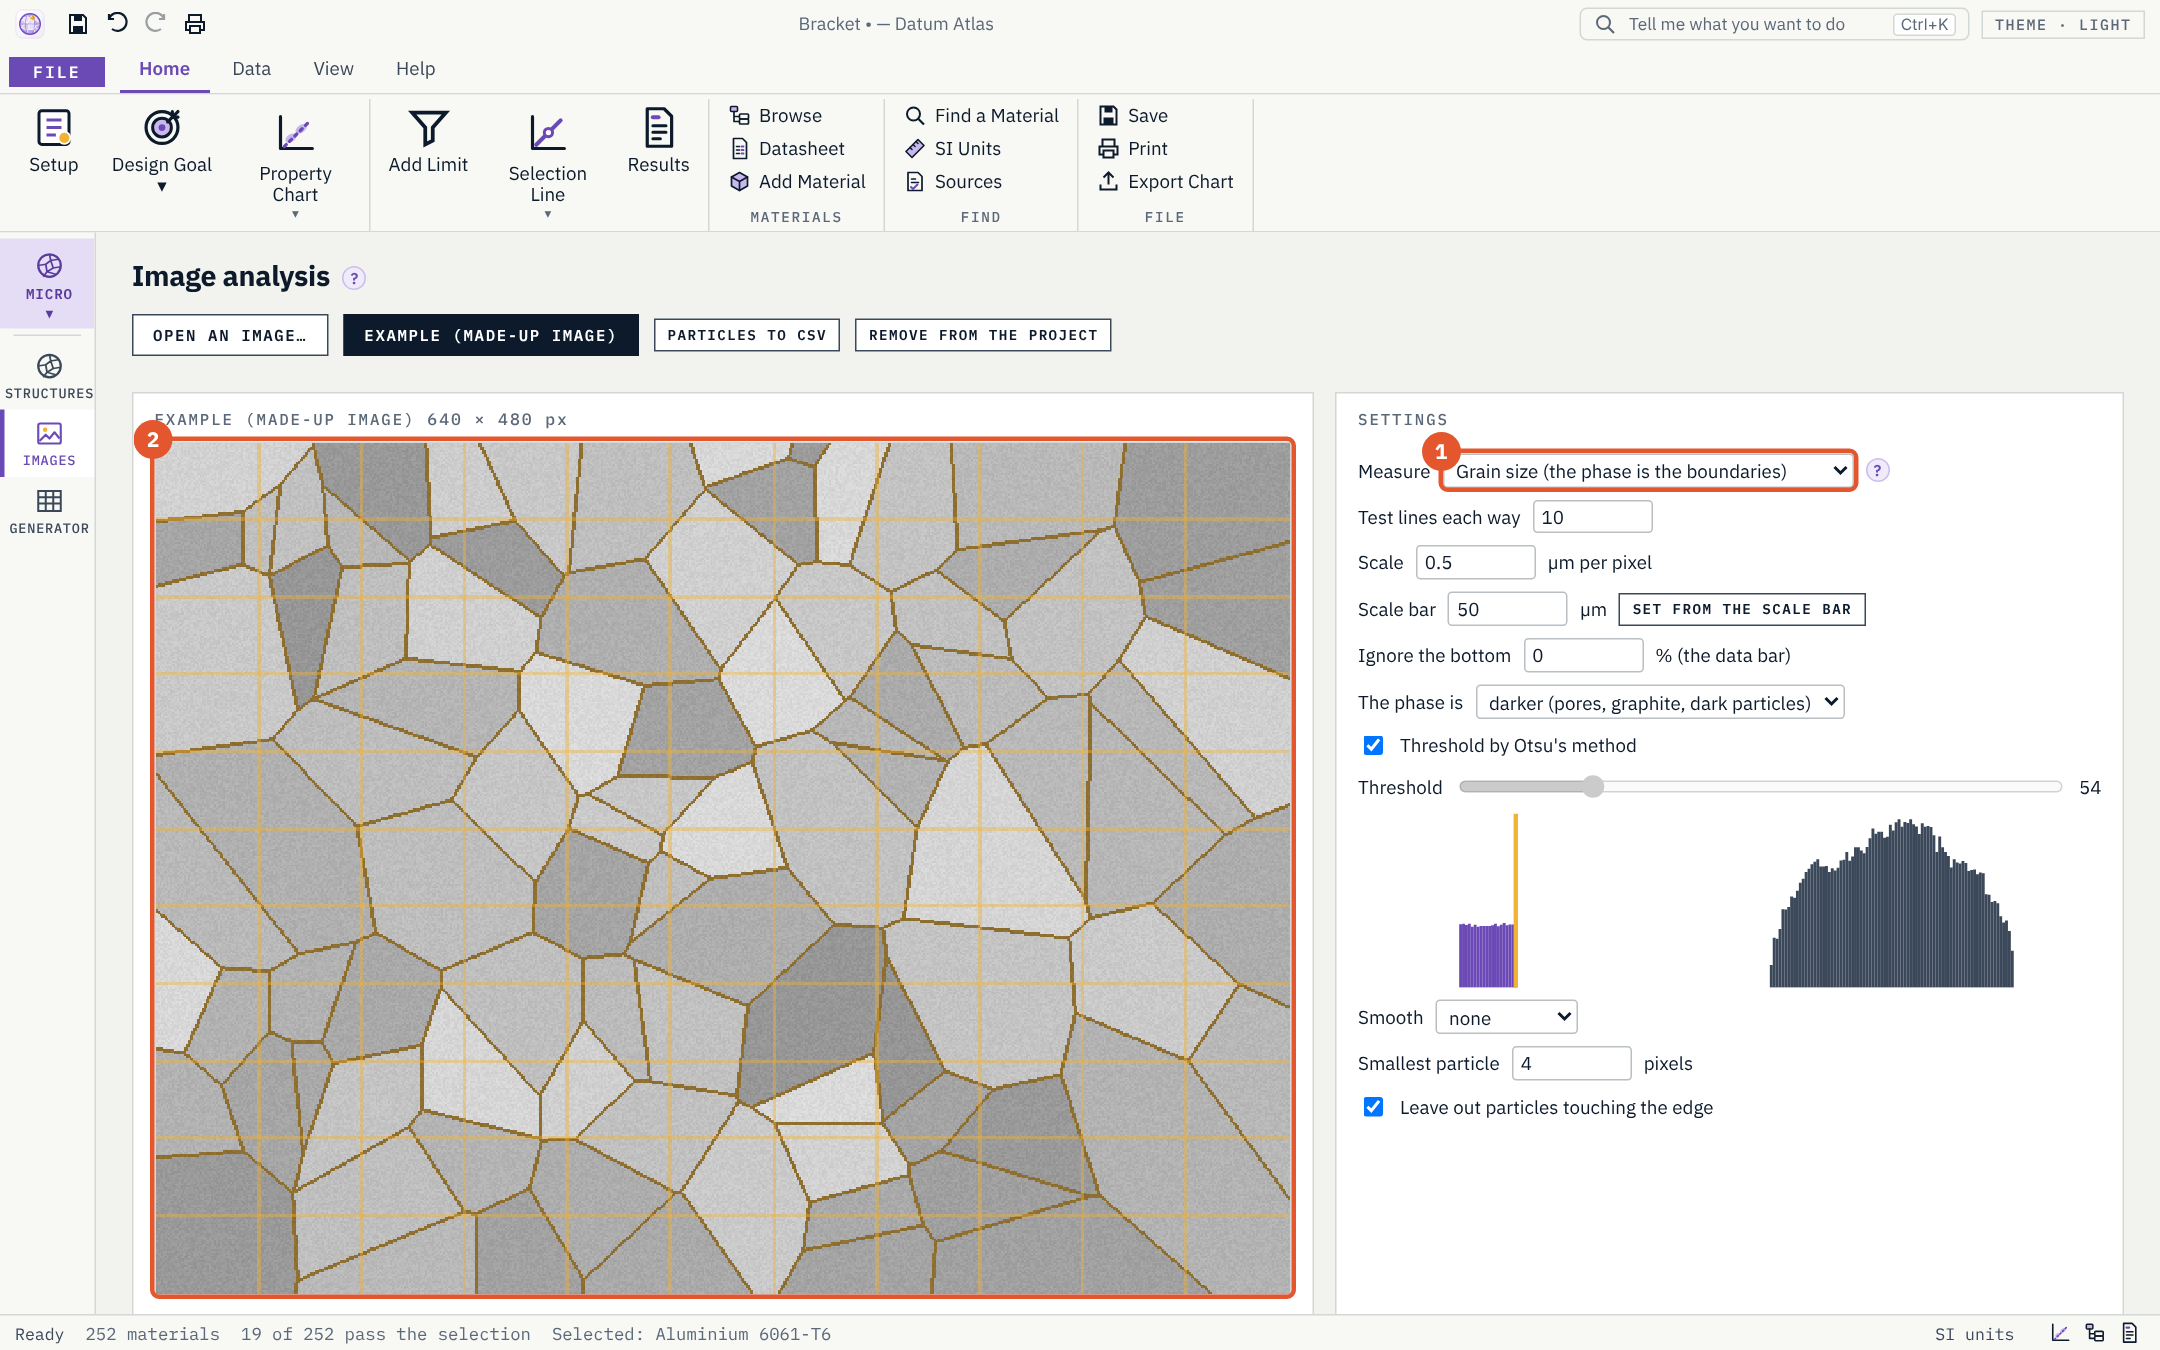 Bracket • — Datum Atlas
Tell me what you want to do Ctrl+K
THEME · LIGHT
FILE Home Data View Help
Setup
Design Goal
Property Chart
Add Limit
Selection Line
Results
Browse
Datasheet
Add Material
MATERIALS
Find a Material
SI Units
Sources
FIND
Save
Print
Export Chart
FILE
MICRO
STRUCTURES
IMAGES
GENERATOR
Image analysis ?
OPEN AN IMAGE…
EXAMPLE (MADE-UP IMAGE)
PARTICLES TO CSV
REMOVE FROM THE PROJECT
EXAMPLE (MADE-UP IMAGE) 640 × 480 px
2
SETTINGS
1
Measure Grain size (the phase is the boundaries) ?
Test lines each way 10
Scale 0.5 µm per pixel
Scale bar 50 µm SET FROM THE SCALE BAR
Ignore the bottom 0 % (the data bar)
The phase is darker (pores, graphite, dark particles)
Threshold by Otsu's method
Threshold 54
Smooth none
Smallest particle 4 pixels
Leave out particles touching the edge
Ready 252 materials 19 of 252 pass the selection Selected: Aluminium 6061-T6
SI units